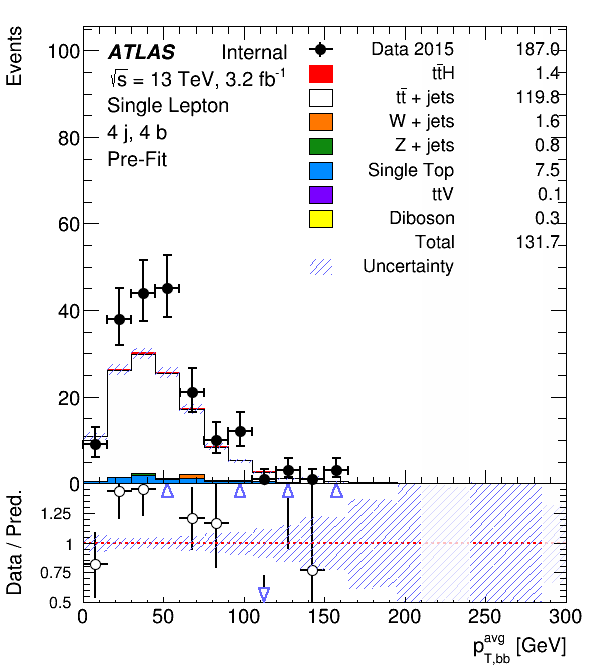 Events
100
80
60
40
20
0
ATLAS Internal
√s = 13 TeV, 3.2 fb⁻¹
Single Lepton
4 j, 4 b
Pre-Fit
Data 2015 187.0
tt̄H 1.4
tt̄ + jets 119.8
W + jets 1.6
Z + jets 0.8
Single Top 7.5
ttV 0.1
Diboson 0.3
Total 131.7
Uncertainty
Data / Pred.
1.25
1
0.75
0.5
0 50 100 150 200 250 300
p_{T,bb}^{avg} [GeV]